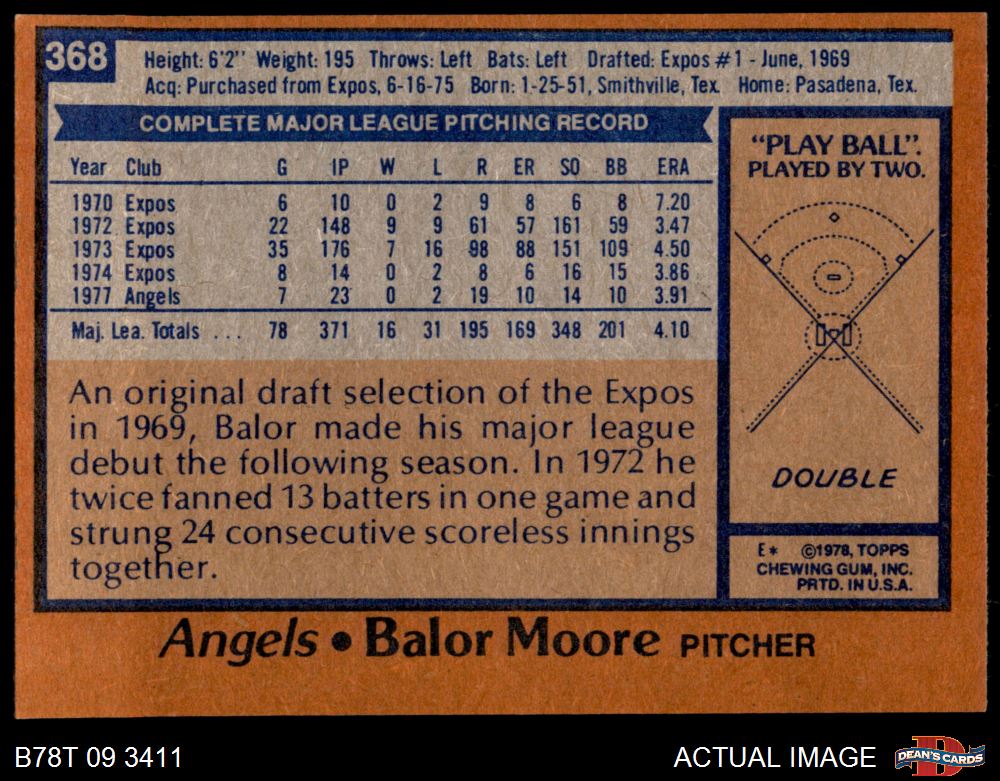 368
Height: 6'2" Weight: 195 Throws: Left Bats: Left Drafted: Expos #1 - June, 1969
Acq: Purchased from Expos, 6-16-75 Born: 1-25-51, Smithville, Tex. Home: Pasadena, Tex.
COMPLETE MAJOR LEAGUE PITCHING RECORD
Year Club G IP W L R ER SO BB ERA
1970 Expos 6 10 0 2 9 8 6 8 7.20
1972 Expos 22 148 9 9 61 57 161 59 3.47
1973 Expos 35 176 7 16 98 88 151 109 4.50
1974 Expos 8 14 0 2 8 6 16 15 3.86
1977 Angels 7 23 0 2 19 10 14 10 3.91
Maj. Lea. Totals . . . 78 371 16 31 195 169 348 201 4.10
An original draft selection of the Expos
in 1969, Balor made his major league
debut the following season. In 1972 he
twice fanned 13 batters in one game and
strung 24 consecutive scoreless innings
together.
"PLAY BALL".
PLAYED BY TWO.
DOUBLE
E* ©1978, TOPPS
CHEWING GUM, INC.
PRTD. IN U.S.A.
Angels • Balor Moore PITCHER
B78T 09 3411
ACTUAL IMAGE
D
DEAN'S CARDS